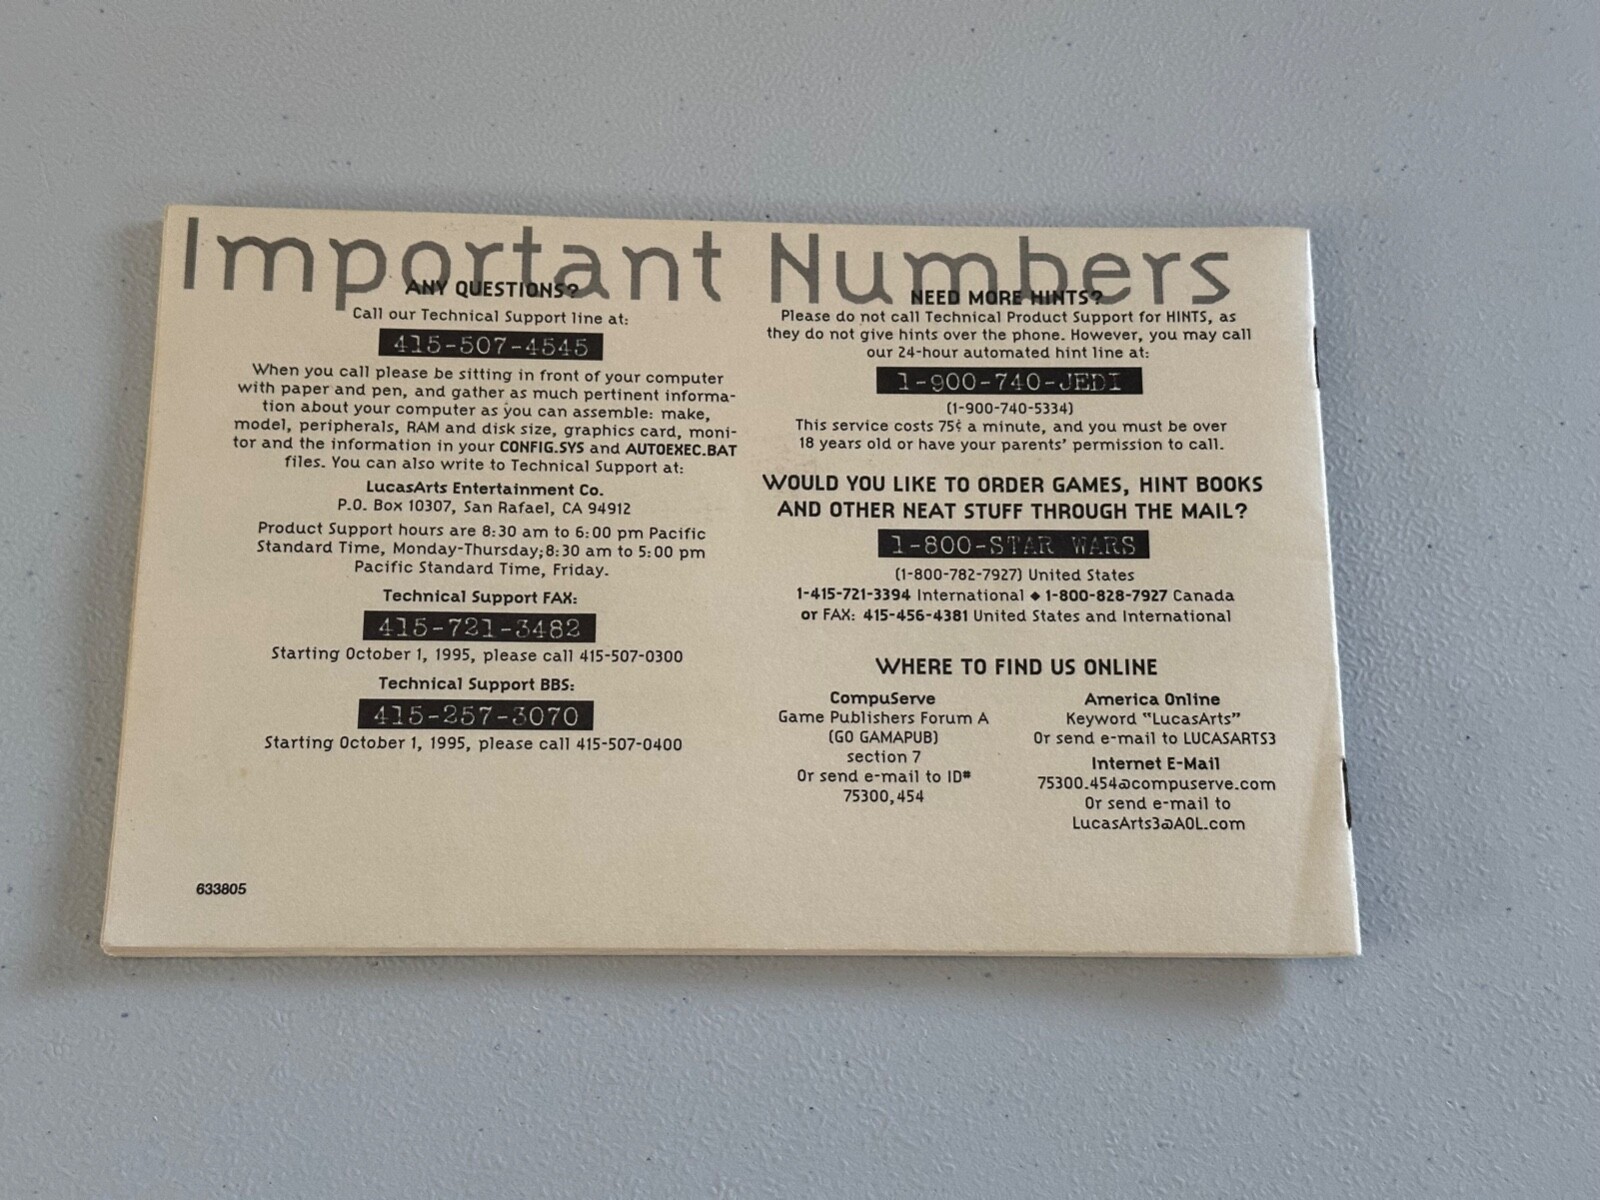 Important Numbers
ANY QUESTIONS?
Call our Technical Support line at:
415-507-4545
When you call please be sitting in front of your computer
with paper and pen, and gather as much pertinent informa-
tion about your computer as you can assemble: make,
model, peripherals, RAM and disk size, graphics card, moni-
tor and the information in your CONFIG.SYS and AUTOEXEC.BAT
files. You can also write to Technical Support at:
LucasArts Entertainment Co.
P.O. Box 10307, San Rafael, CA 94912
Product Support hours are 8:30 am to 6:00 pm Pacific
Standard Time, Monday-Thursday;8:30 am to 5:00 pm
Pacific Standard Time, Friday.
Technical Support FAX:
415-721-3482
Starting October 1, 1995, please call 415-507-0300
Technical Support BBS:
415-257-3070
Starting October 1, 1995, please call 415-507-0400
633805
NEED MORE HINTS?
Please do not call Technical Product Support for HINTS, as
they do not give hints over the phone. However, you may call
our 24-hour automated hint line at:
1-900-740-JEDI
(1-900-740-5334)
This service costs 75¢ a minute, and you must be over
18 years old or have your parents' permission to call.
WOULD YOU LIKE TO ORDER GAMES, HINT BOOKS
AND OTHER NEAT STUFF THROUGH THE MAIL?
1-800-STAR WARS
(1-800-782-7927) United States
1-415-721-3394 International ◆ 1-800-828-7927 Canada
or FAX: 415-456-4381 United States and International
WHERE TO FIND US ONLINE
CompuServe
Game Publishers Forum A
(GO GAMAPUB)
section 7
Or send e-mail to ID#
75300,454
America Online
Keyword "LucasArts"
Or send e-mail to LUCASARTS3
Internet E-Mail
75300.454@compuserve.com
Or send e-mail to
LucasArts3@AOL.com